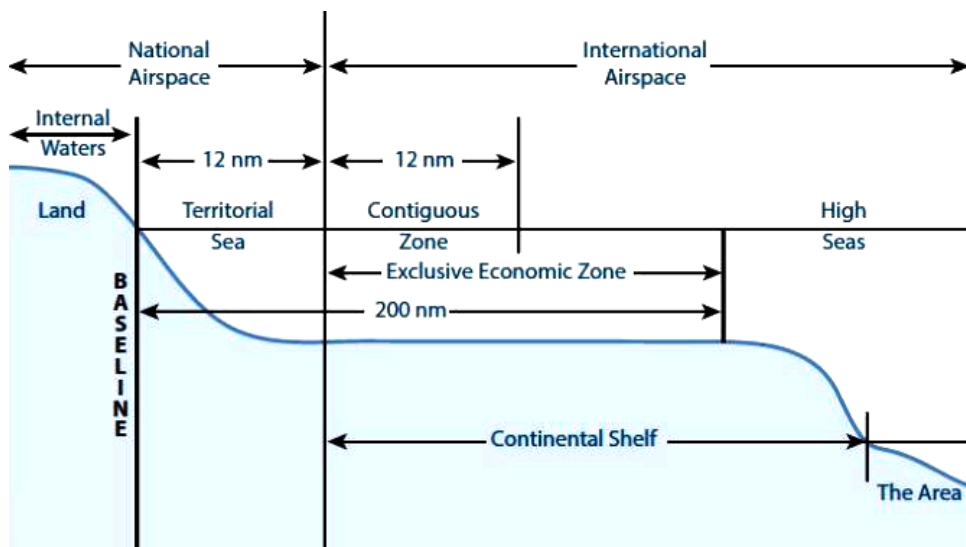 National
Airspace
International
Airspace
Internal
Waters
12 nm
12 nm
Land
Territorial
Sea
Contiguous
Zone
High
Seas
Exclusive Economic Zone
200 nm
BASELINE
Continental Shelf
The Area